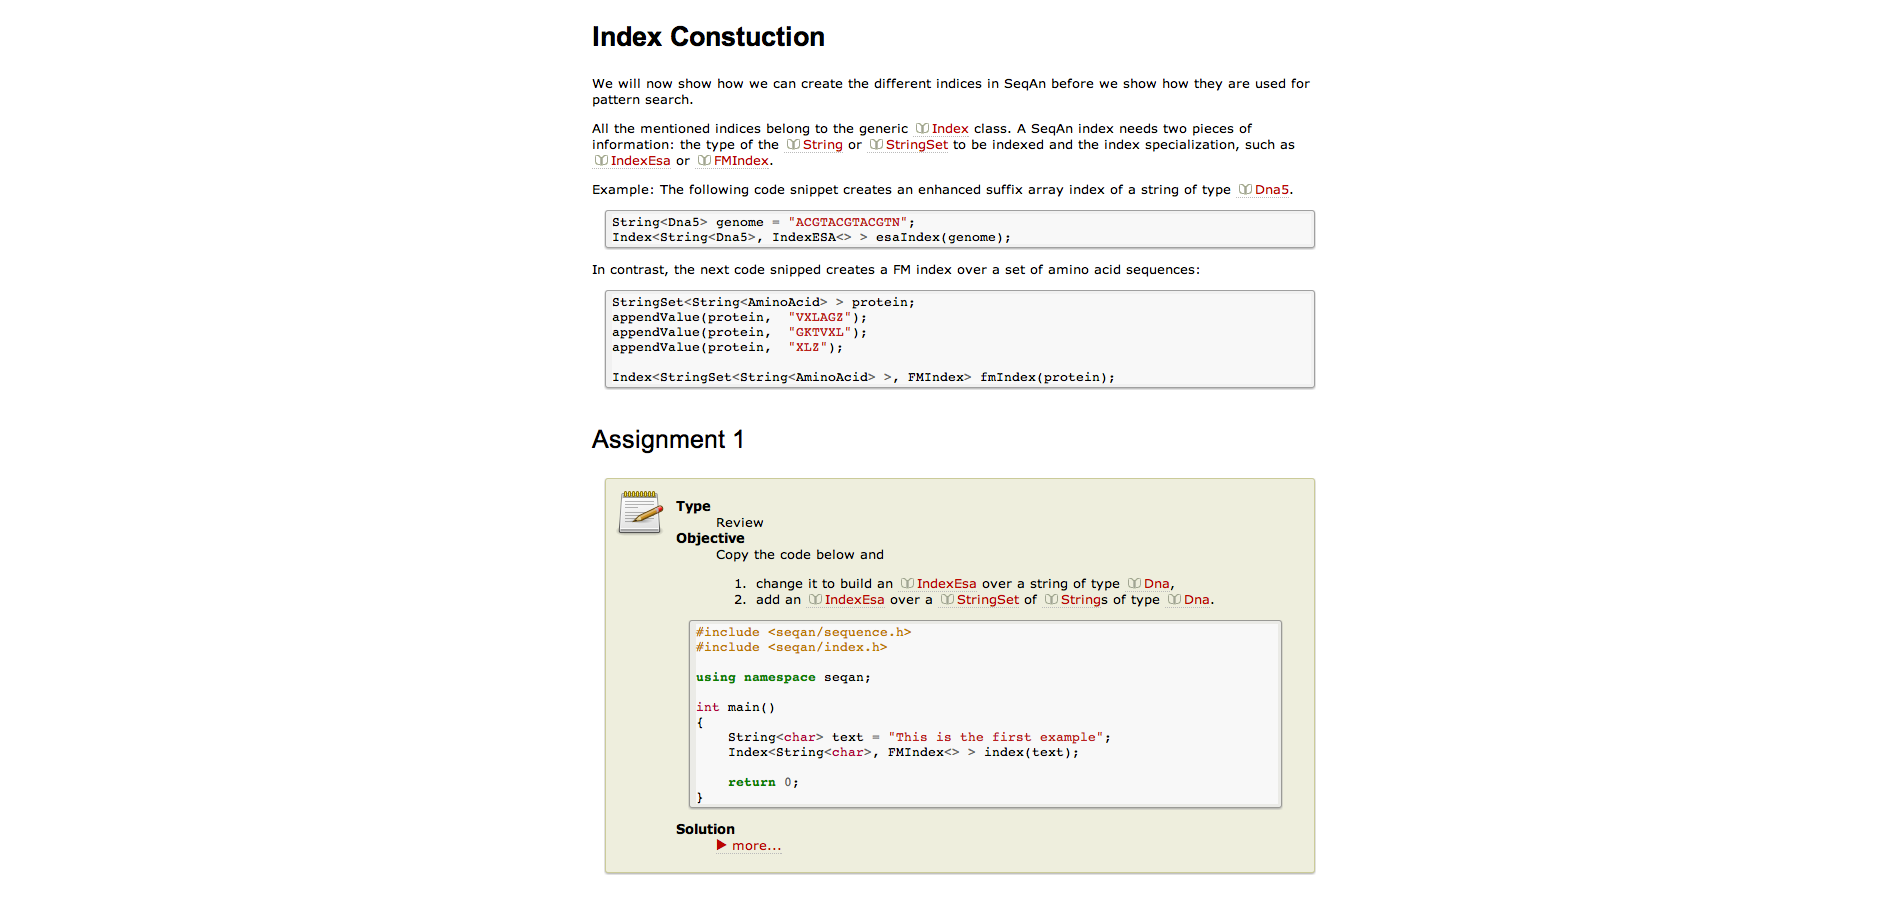 Index Constuction
We will now show how we can create the different indices in SeqAn before we show how they are used for
pattern search.
All the mentioned indices belong to the generic Index class. A SeqAn index needs two pieces of
information: the type of the String or StringSet to be indexed and the index specialization, such as
IndexEsa or FMIndex.
Example: The following code snippet creates an enhanced suffix array index of a string of type Dna5.
String<Dna5> genome = "ACGTACGTACGTN";
Index<String<Dna5>, IndexESA<> > esaIndex(genome);
In contrast, the next code snipped creates a FM index over a set of amino acid sequences:
StringSet<String<AminoAcid> > protein;
appendValue(protein,  "VXLAGZ");
appendValue(protein,  "GKTVXL");
appendValue(protein,  "XLZ");
Index<StringSet<String<AminoAcid> >, FMIndex> fmIndex(protein);
Assignment 1
Type
Review
Objective
Copy the code below and
1. change it to build an IndexEsa over a string of type Dna,
2. add an IndexEsa over a StringSet of Strings of type Dna.
#include <seqan/sequence.h>
#include <seqan/index.h>
using namespace seqan;
int main()
{
    String<char> text = "This is the first example";
    Index<String<char>, FMIndex<> > index(text);
    return 0;
}
Solution
more...